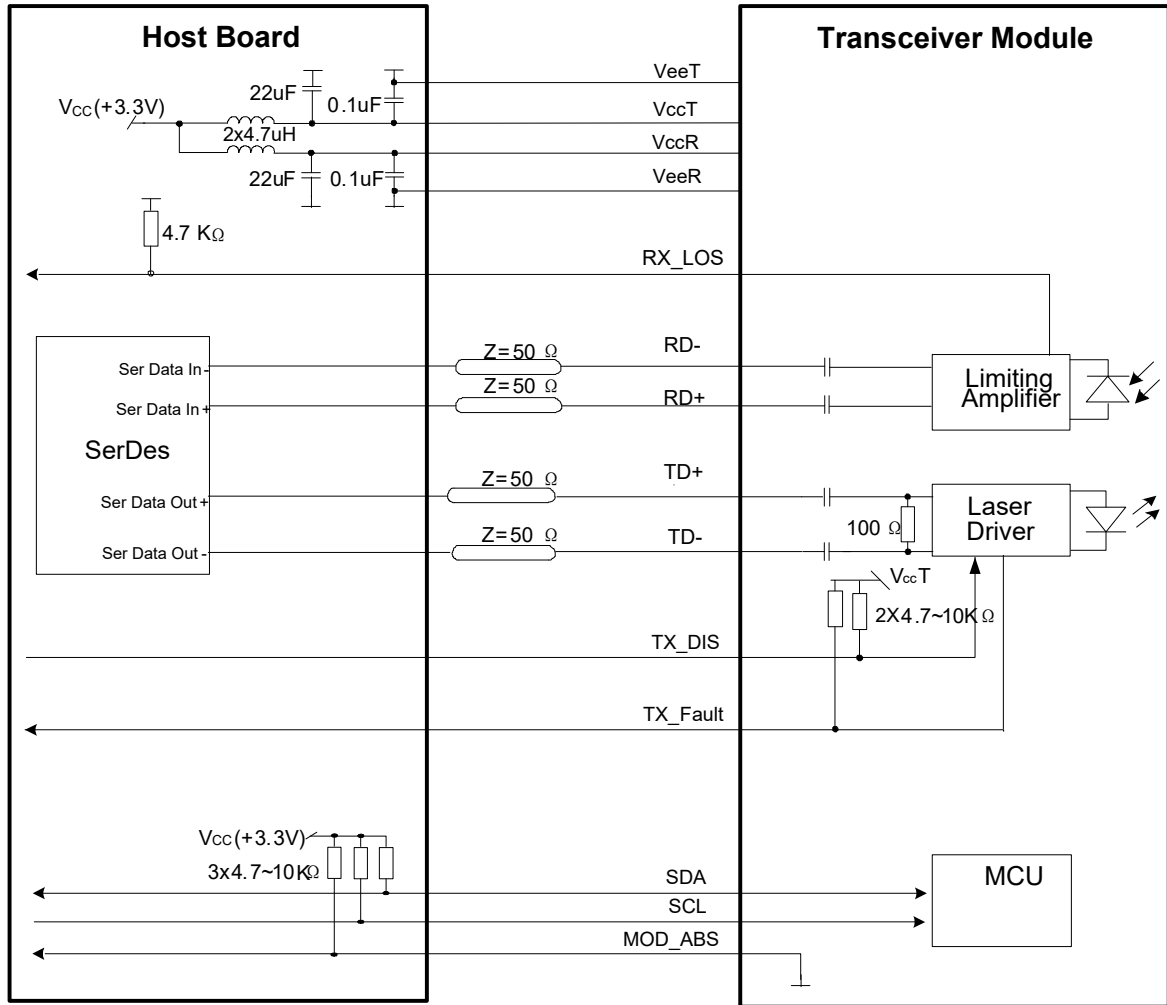 Host Board
Transceiver Module
VeeT
22uF
0.1uF
Vcc(+3.3V)
VccT
2x4.7uH
VccR
22uF
0.1uF
VeeR
4.7 KΩ
RX_LOS
Z=50 Ω
RD-
Ser Data In-
Z=50 Ω
RD+
Ser Data In+
Limiting
Amplifier
SerDes
Z=50 Ω
TD+
Ser Data Out+
Z=50 Ω
TD-
Ser Data Out-
100 Ω
Laser
Driver
VccT
2X4.7~10KΩ
TX_DIS
TX_Fault
Vcc(+3.3V)
3x4.7~10KΩ
SDA
SCL
MOD_ABS
MCU